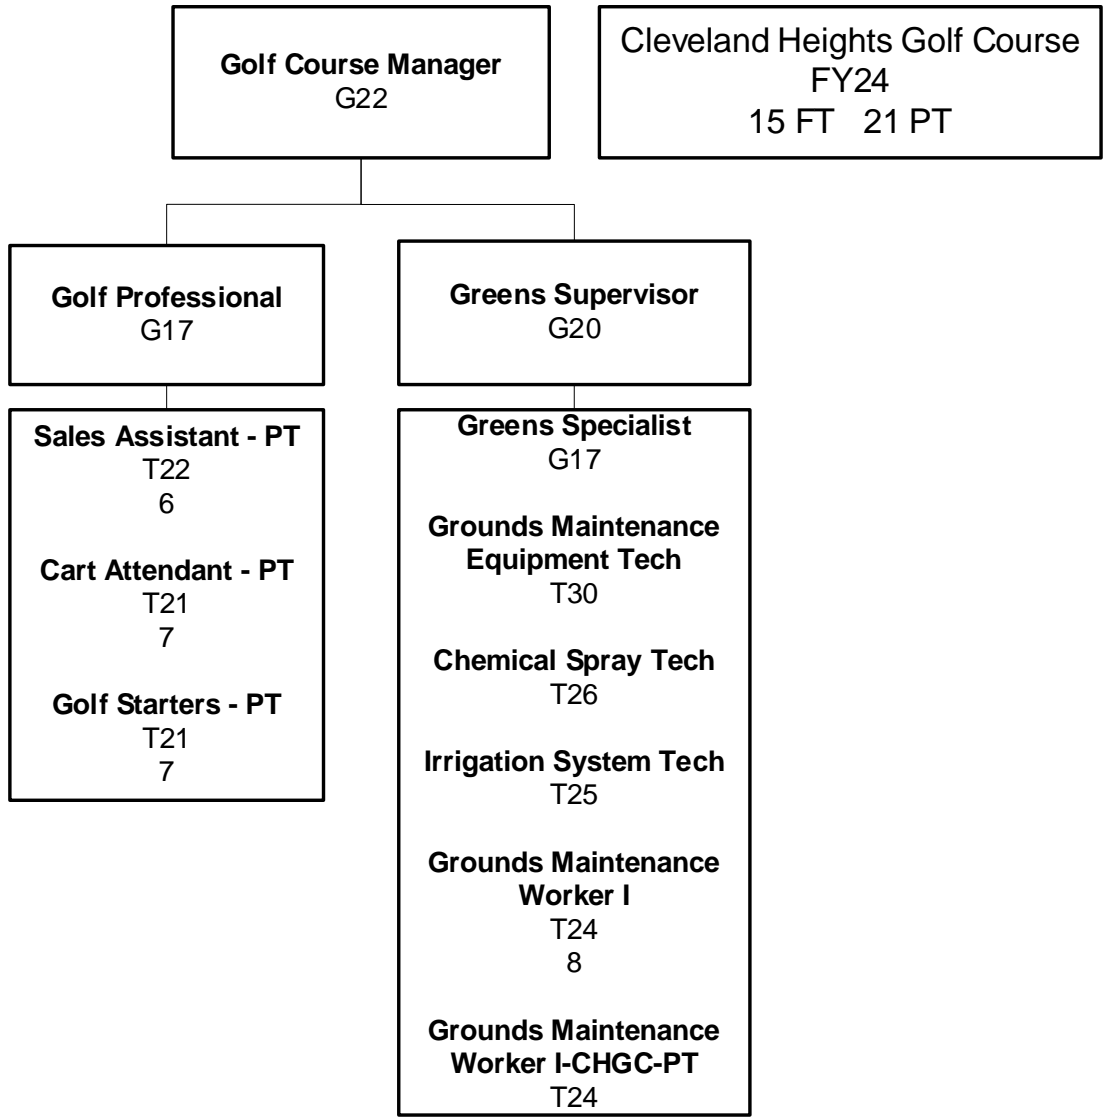 Golf Course Manager
G22
Cleveland Heights Golf Course
FY24
15 FT   21 PT
Golf Professional
G17
Greens Supervisor
G20
Sales Assistant - PT
T22
6
Cart Attendant - PT
T21
7
Golf Starters - PT
T21
7
Greens Specialist
G17
Grounds Maintenance
Equipment Tech
T30
Chemical Spray Tech
T26
Irrigation System Tech
T25
Grounds Maintenance
Worker I
T24
8
Grounds Maintenance
Worker I-CHGC-PT
T24